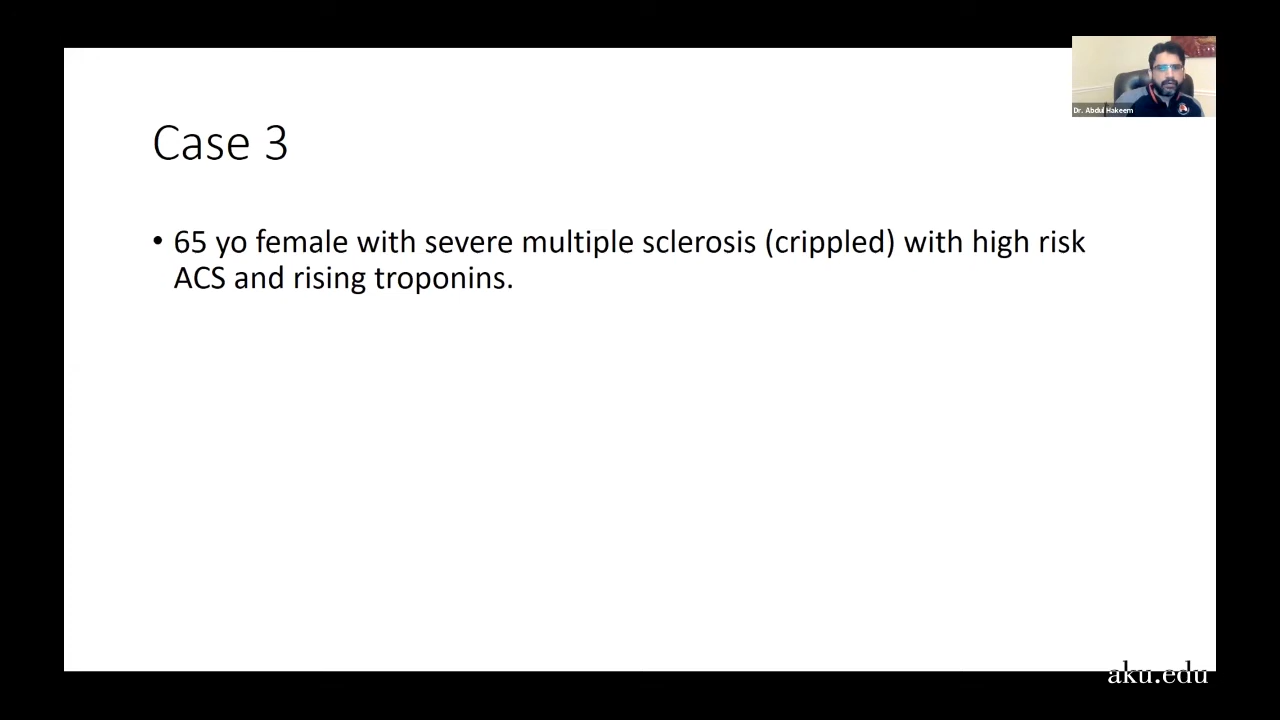 Dr. Abdul Hakeem
Case 3
• 65 yo female with severe multiple sclerosis (crippled) with high risk
ACS and rising troponins.
aku.edu